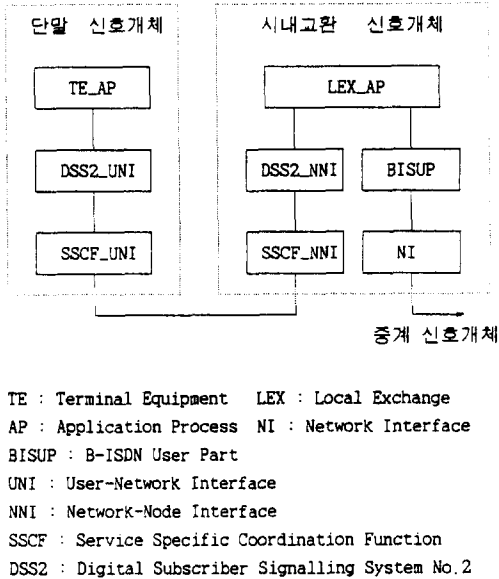 단말 신호개체 시내교환 신호개체
TE_AP LEX_AP
DSS2_UNI DSS2_NNI BISUP
SSCF_UNI SSCF_NNI NI
중계 신호개체
TE : Terminal Equipment LEX : Local Exchange
AP : Application Process NI : Network Interface
BISUP : B-ISDN User Part
UNI : User-Network Interface
NNI : Network-Node Interface
SSCF : Service Specific Coordination Function
DSS2 : Digital Subscriber Signalling System No.2